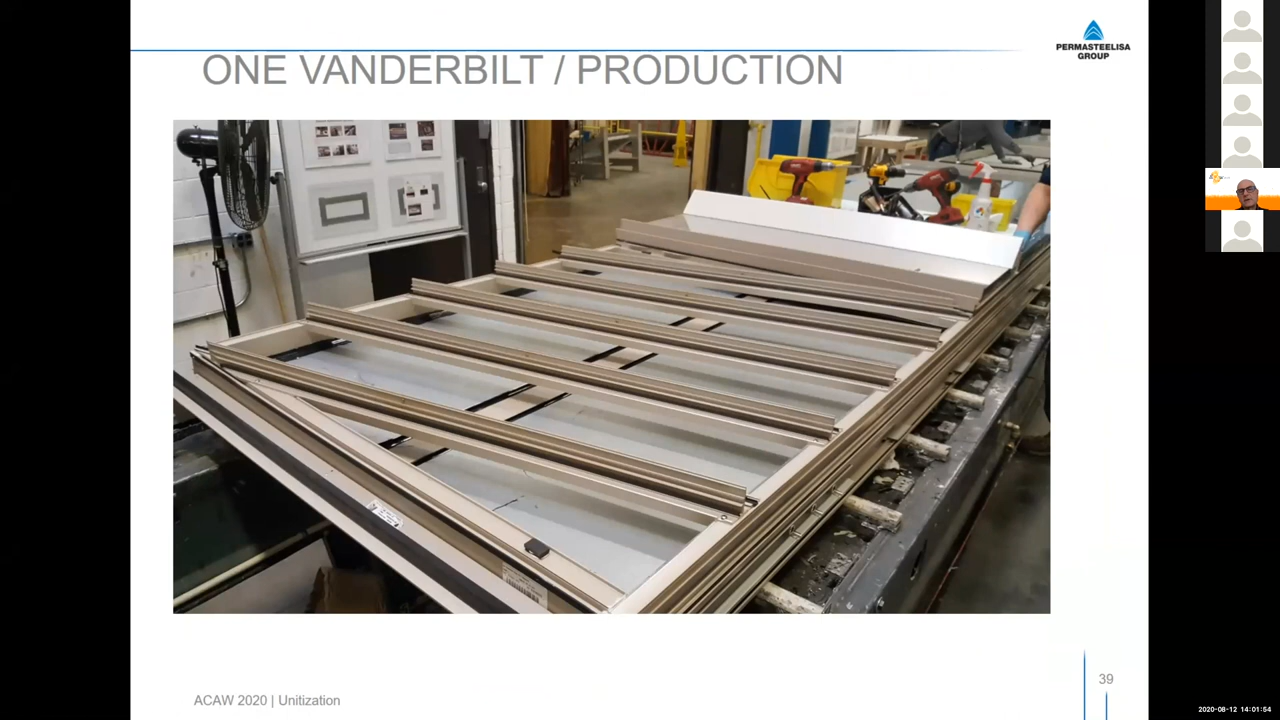 PERMASTEELISA
GROUP
ONE VANDERBILT / PRODUCTION
39
ACAW 2020 | Unitization
2020-08-12 14:01:54